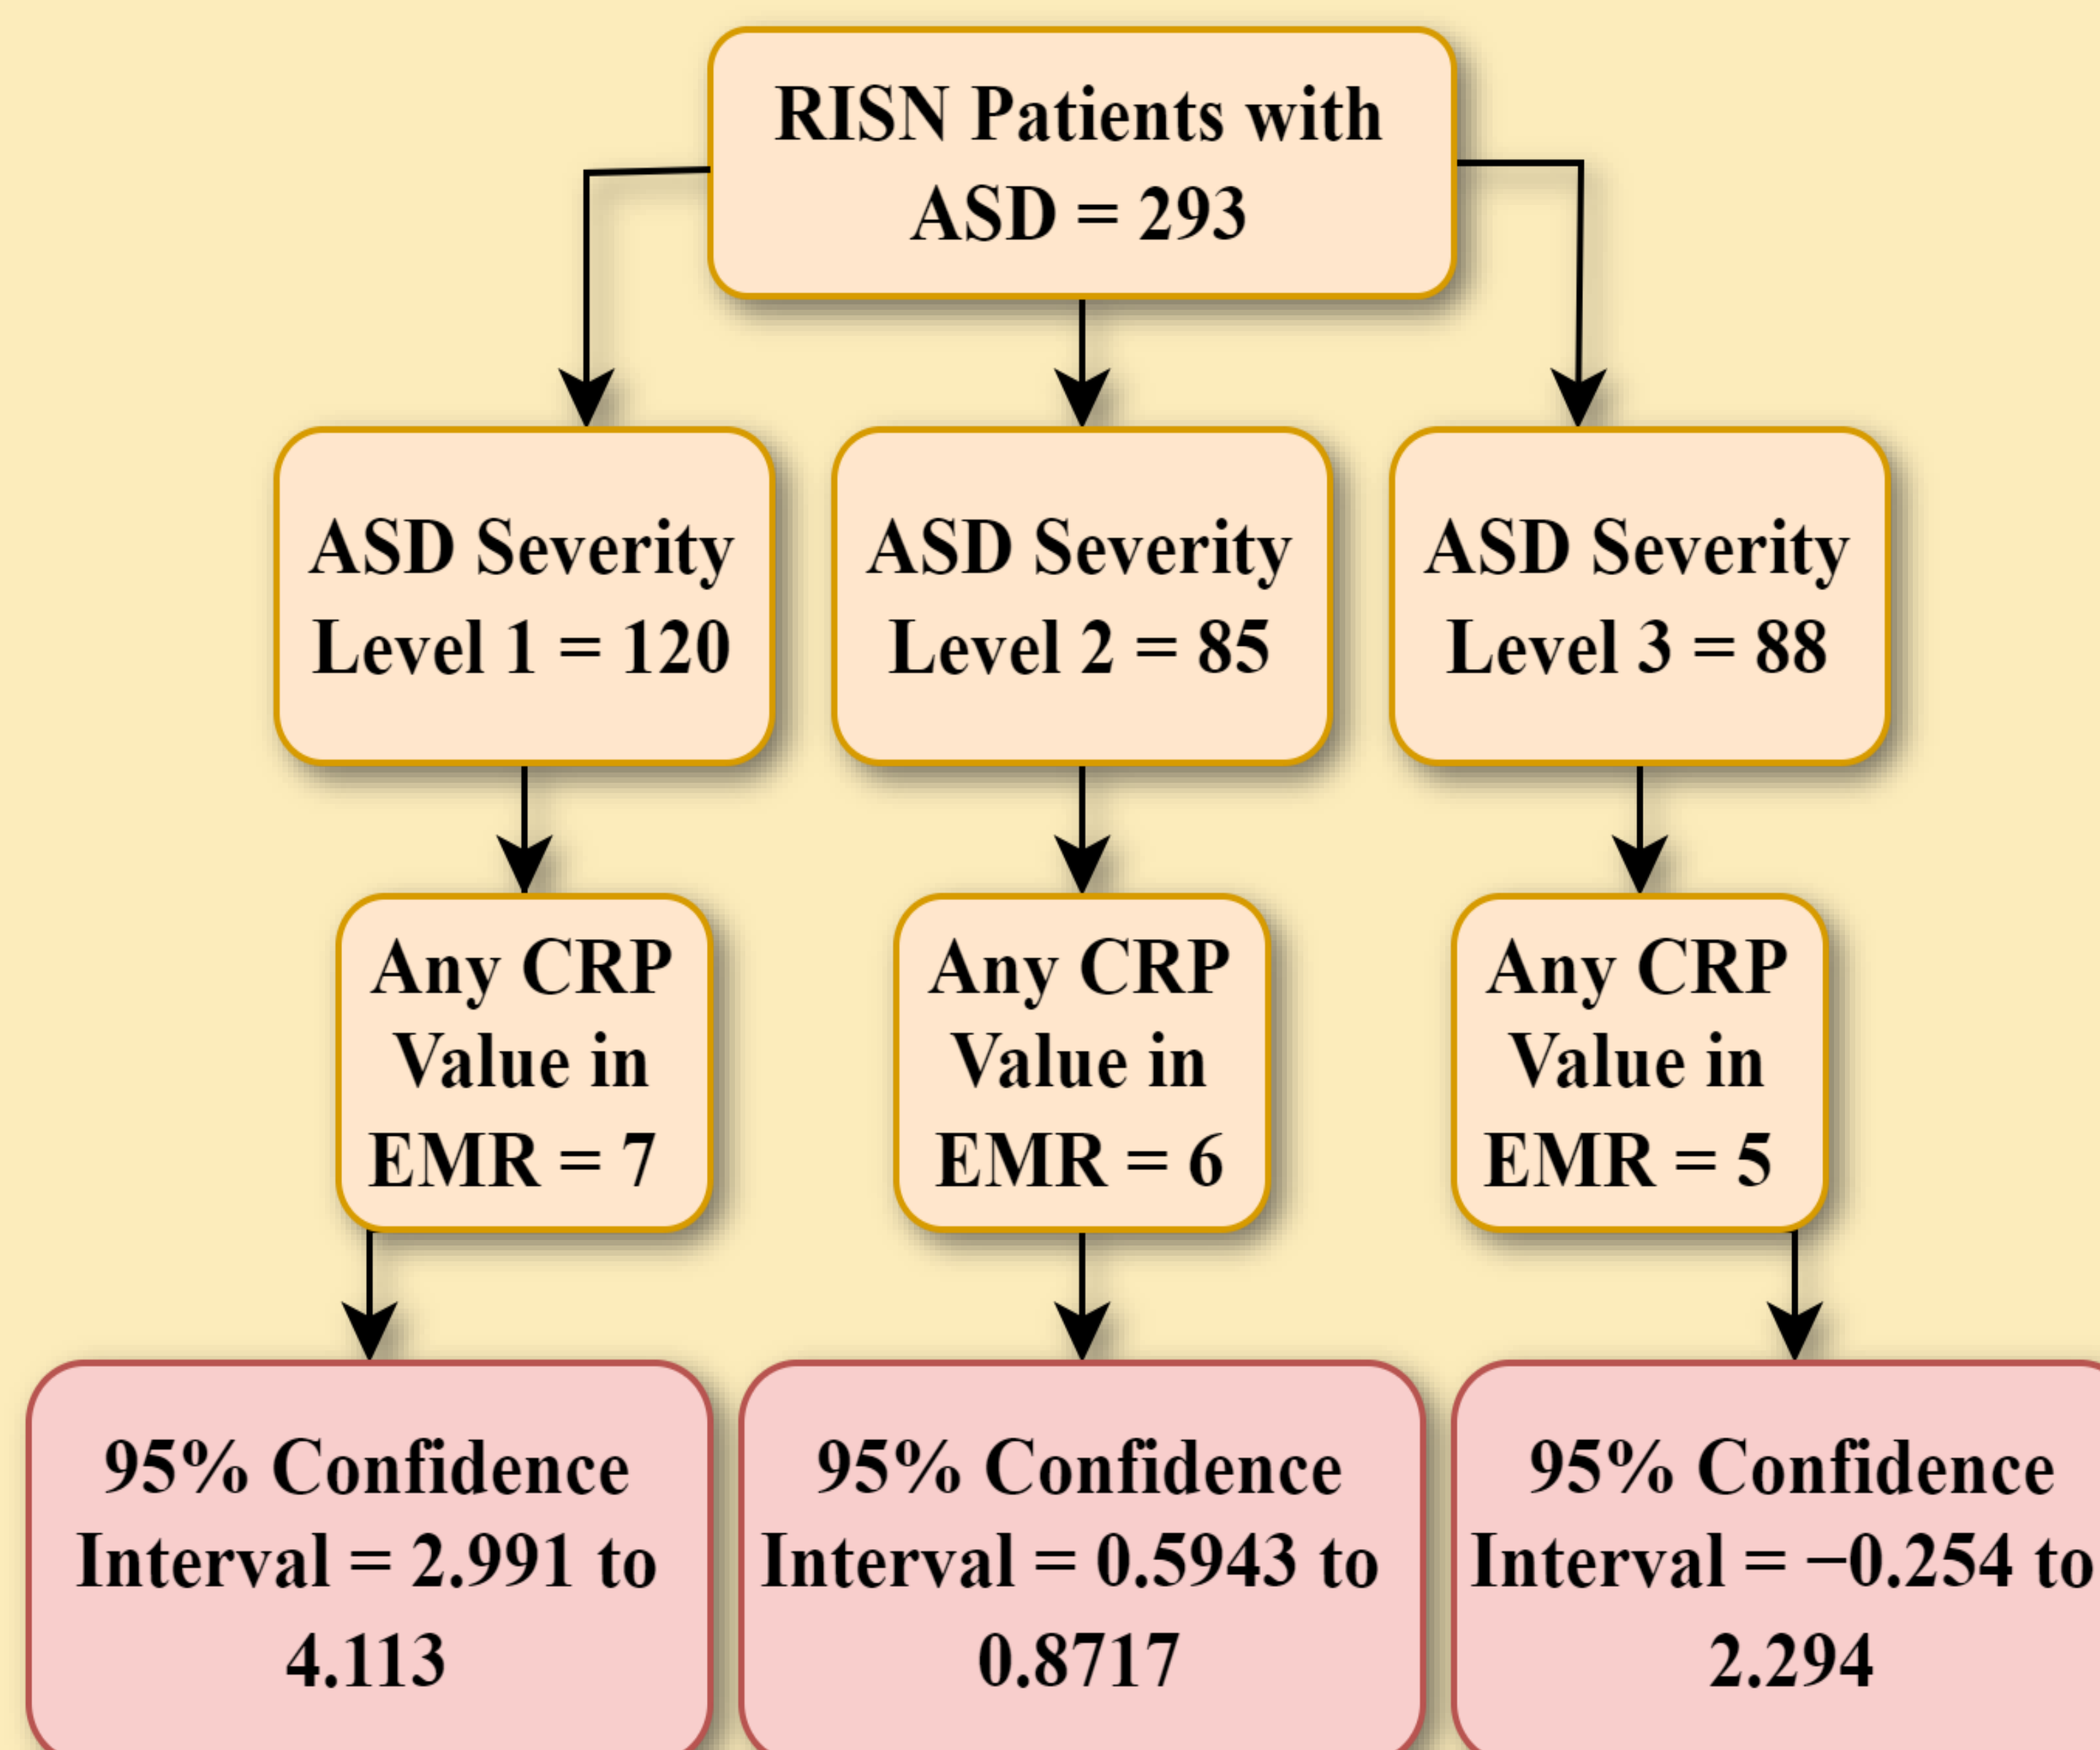 RISN Patients with
ASD = 293
ASD Severity
Level 1 = 120
ASD Severity
Level 2 = 85
ASD Severity
Level 3 = 88
Any CRP
Value in
EMR = 7
Any CRP
Value in
EMR = 6
Any CRP
Value in
EMR = 5
95% Confidence
Interval = 2.991 to
4.113
95% Confidence
Interval = 0.5943 to
0.8717
95% Confidence
Interval = −0.254 to
2.294